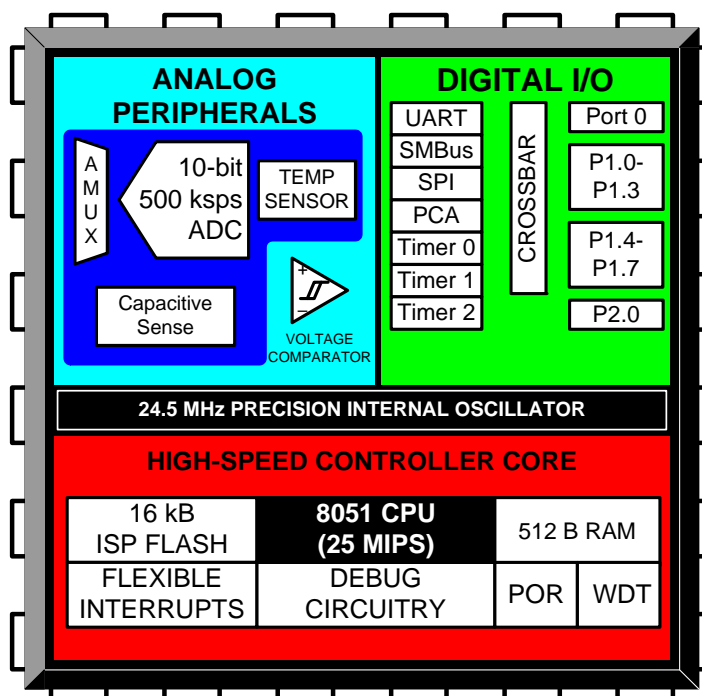 ANALOG
PERIPHERALS
A
M
U
X
10-bit
500 ksps
ADC
TEMP
SENSOR
Capacitive
Sense
+
−
VOLTAGE
COMPARATOR
DIGITAL I/O
UART
SMBus
SPI
PCA
Timer 0
Timer 1
Timer 2
CROSSBAR
Port 0
P1.0-
P1.3
P1.4-
P1.7
P2.0
24.5 MHz PRECISION INTERNAL OSCILLATOR
HIGH-SPEED CONTROLLER CORE
16 kB
ISP FLASH
8051 CPU
(25 MIPS)
512 B RAM
FLEXIBLE
INTERRUPTS
DEBUG
CIRCUITRY
POR
WDT